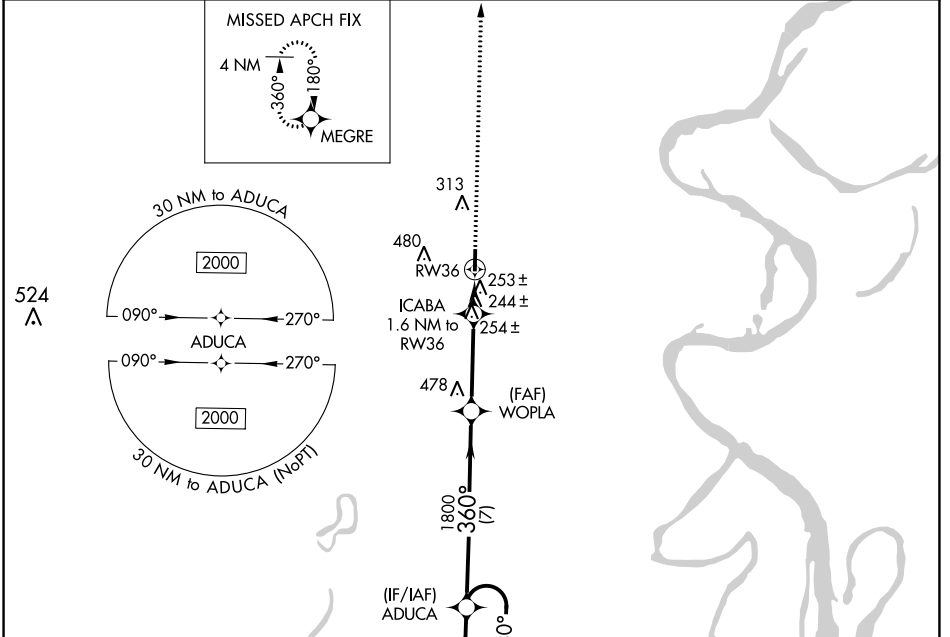 MISSED APCH FIX
4 NM
360°
180°
MEGRE
30 NM to ADUCA
2000
090°
270°
ADUCA
090°
270°
2000
30 NM to ADUCA (NoPT)
524
313
480
RW36
253 ±
244 ±
254 ±
ICABA
1.6 NM to
RW36
478
(FAF)
WOPLA
1800
360°
(7)
(IF/IAF)
ADUCA
0°